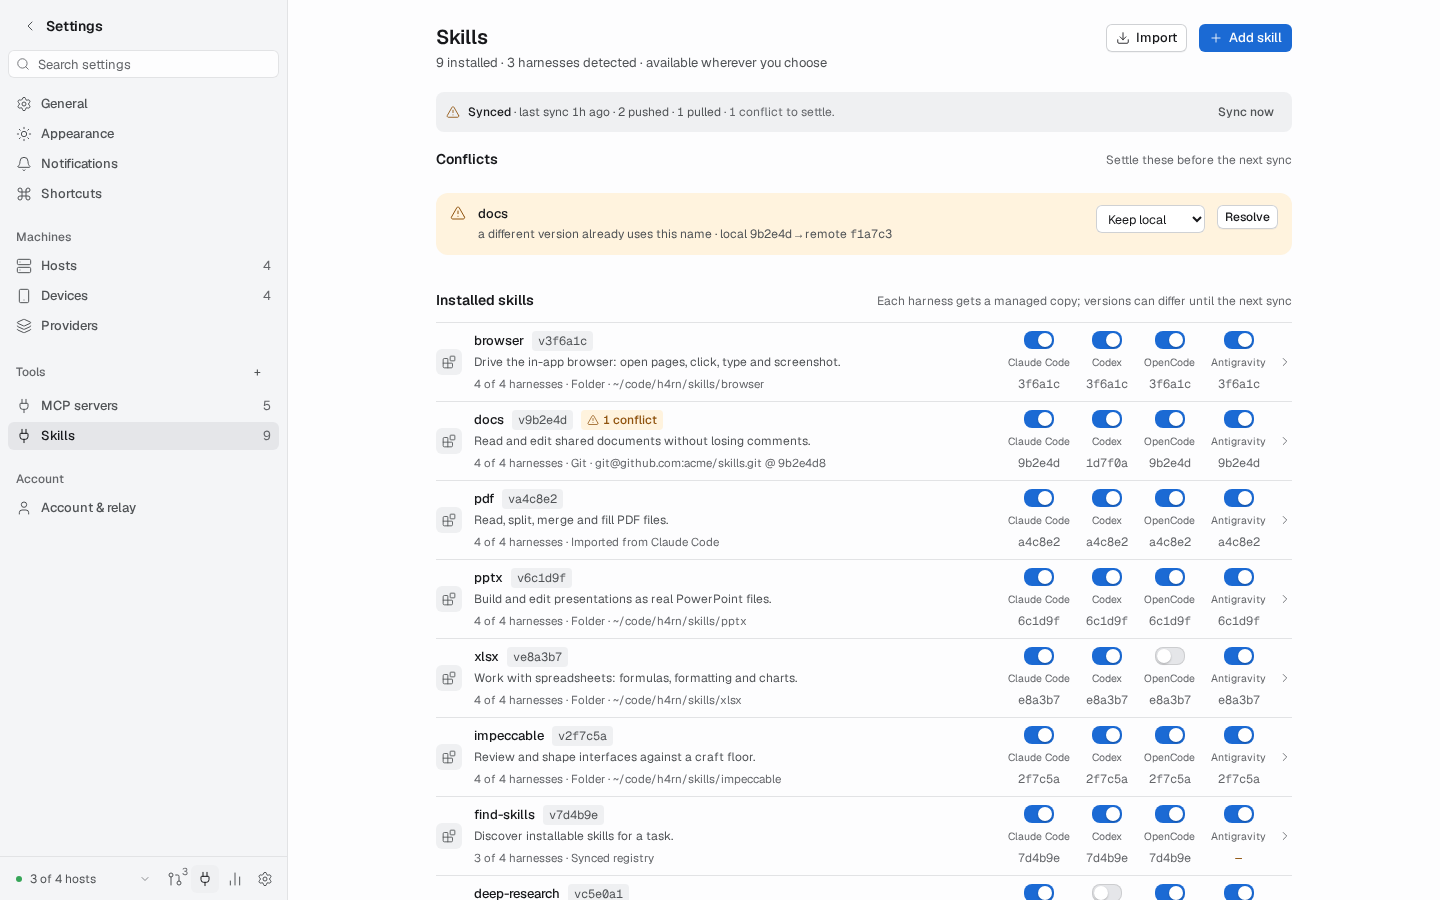 Settings
Search settings
General
Appearance
Notifications
Shortcuts
Machines
Hosts 4
Devices 4
Providers
Tools +
MCP servers 5
Skills 9
Account
Account & relay
3 of 4 hosts 3
Skills
Import
Add skill
9 installed · 3 harnesses detected · available wherever you choose
Synced · last sync 1h ago · 2 pushed · 1 pulled · 1 conflict to settle.
Sync now
Conflicts
Settle these before the next sync
docs
a different version already uses this name · local 9b2e4d → remote f1a7c3
Keep local
Resolve
Installed skills
Each harness gets a managed copy; versions can differ until the next sync
browser v3f6a1c
Drive the in-app browser: open pages, click, type and screenshot.
4 of 4 harnesses · Folder · ~/code/h4rn/skills/browser
Claude Code Codex OpenCode Antigravity
3f6a1c 3f6a1c 3f6a1c 3f6a1c
docs v9b2e4d 1 conflict
Read and edit shared documents without losing comments.
4 of 4 harnesses · Git · git@github.com:acme/skills.git @ 9b2e4d8
Claude Code Codex OpenCode Antigravity
9b2e4d 1d7f0a 9b2e4d 9b2e4d
pdf va4c8e2
Read, split, merge and fill PDF files.
4 of 4 harnesses · Imported from Claude Code
Claude Code Codex OpenCode Antigravity
a4c8e2 a4c8e2 a4c8e2 a4c8e2
pptx v6c1d9f
Build and edit presentations as real PowerPoint files.
4 of 4 harnesses · Folder · ~/code/h4rn/skills/pptx
Claude Code Codex OpenCode Antigravity
6c1d9f 6c1d9f 6c1d9f 6c1d9f
xlsx ve8a3b7
Work with spreadsheets: formulas, formatting and charts.
4 of 4 harnesses · Folder · ~/code/h4rn/skills/xlsx
Claude Code Codex OpenCode Antigravity
e8a3b7 e8a3b7 e8a3b7 e8a3b7
impeccable v2f7c5a
Review and shape interfaces against a craft floor.
4 of 4 harnesses · Folder · ~/code/h4rn/skills/impeccable
Claude Code Codex OpenCode Antigravity
2f7c5a 2f7c5a 2f7c5a 2f7c5a
find-skills v7d4b9e
Discover installable skills for a task.
3 of 4 harnesses · Synced registry
Claude Code Codex OpenCode Antigravity
7d4b9e 7d4b9e 7d4b9e —
deep-research vc5e0a1